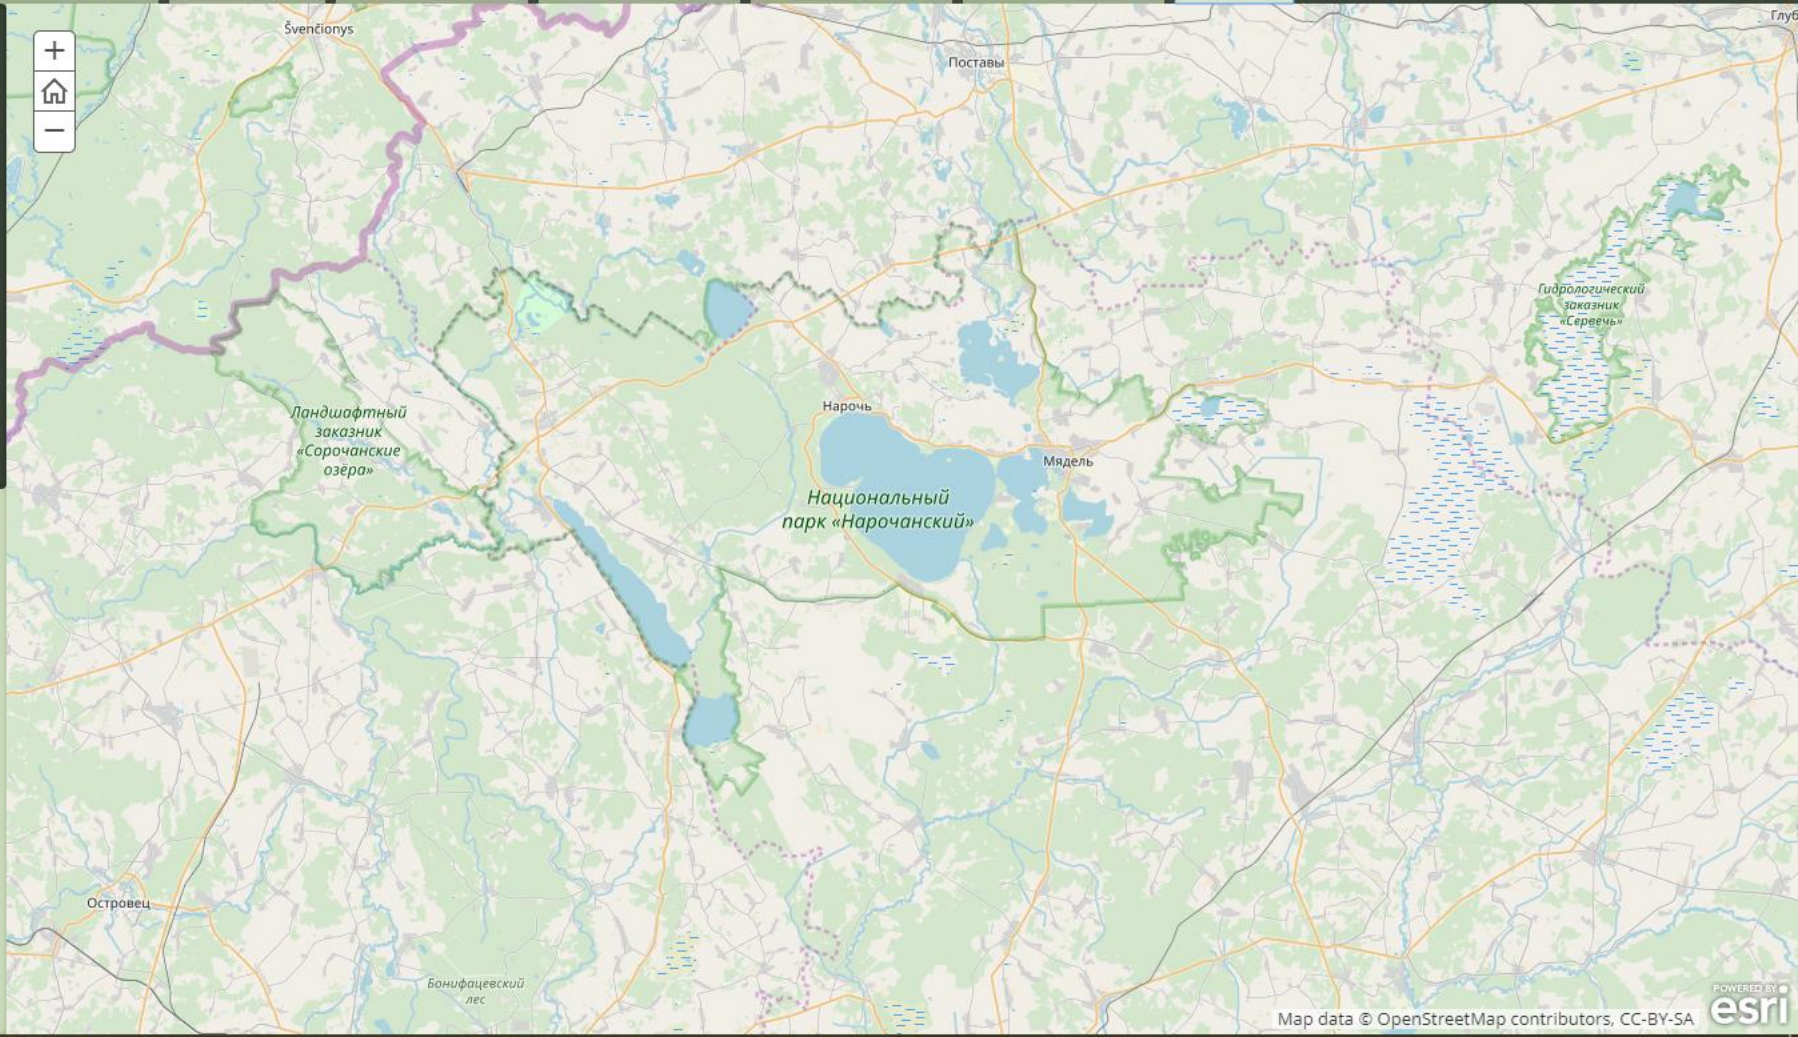 Švenčionys
Глуб
+
−
Поставы
Гидрологический
заказник
«Сервечь»
Нарочь
Ландшафтный
заказник
«Сорочанские
озёра»
Мядель
Национальный
парк «Нарочанский»
Островец
Бонифацевский
лес
POWERED BY
esri
Map data © OpenStreetMap contributors, CC-BY-SA